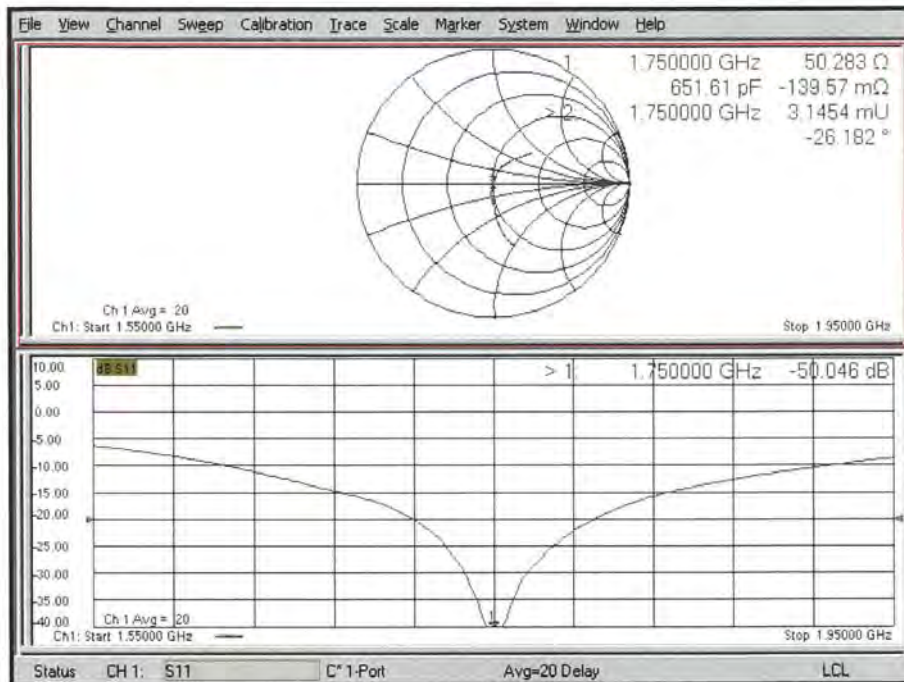 File View Channel Sweep Calibration Trace Scale Marker System Window Help
1 1.750000 GHz 50.283 Ω
651.61 pF -139.57 mΩ
> 2 1.750000 GHz 3.1454 mU
-26.182 °
Ch 1 Avg = 20
Ch1: Start 1.55000 GHz Stop 1.95000 GHz
10.00 dB S11 > 1 1.750000 GHz -50.046 dB
5.00
0.00
-5.00
-10.00
-15.00
-20.00
-25.00
-30.00
-35.00 1
-40.00 Ch 1 Avg = 20
Ch1: Start 1.55000 GHz Stop 1.95000 GHz
Status CH 1: S11 C* 1-Port Avg=20 Delay LCL